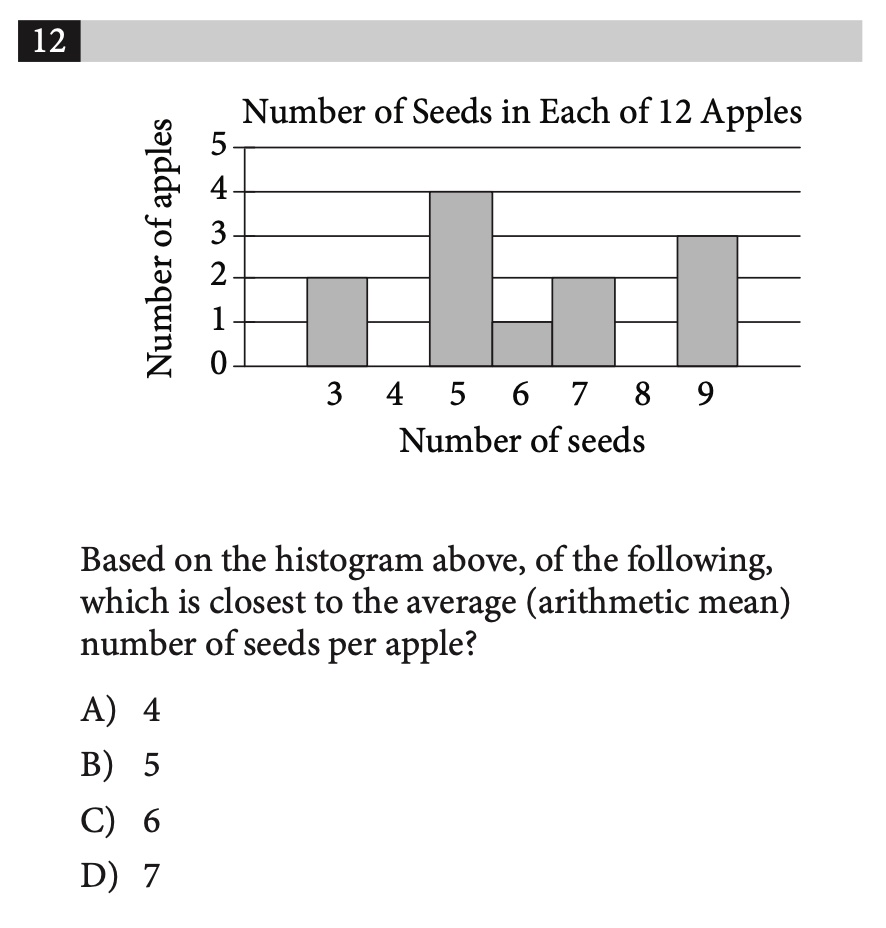 12
Number of Seeds in Each of 12 Apples
Number of apples
5
4
3
2
1
0
3 4 5 6 7 8 9
Number of seeds
Based on the histogram above, of the following,
which is closest to the average (arithmetic mean)
number of seeds per apple?
A) 4
B) 5
C) 6
D) 7